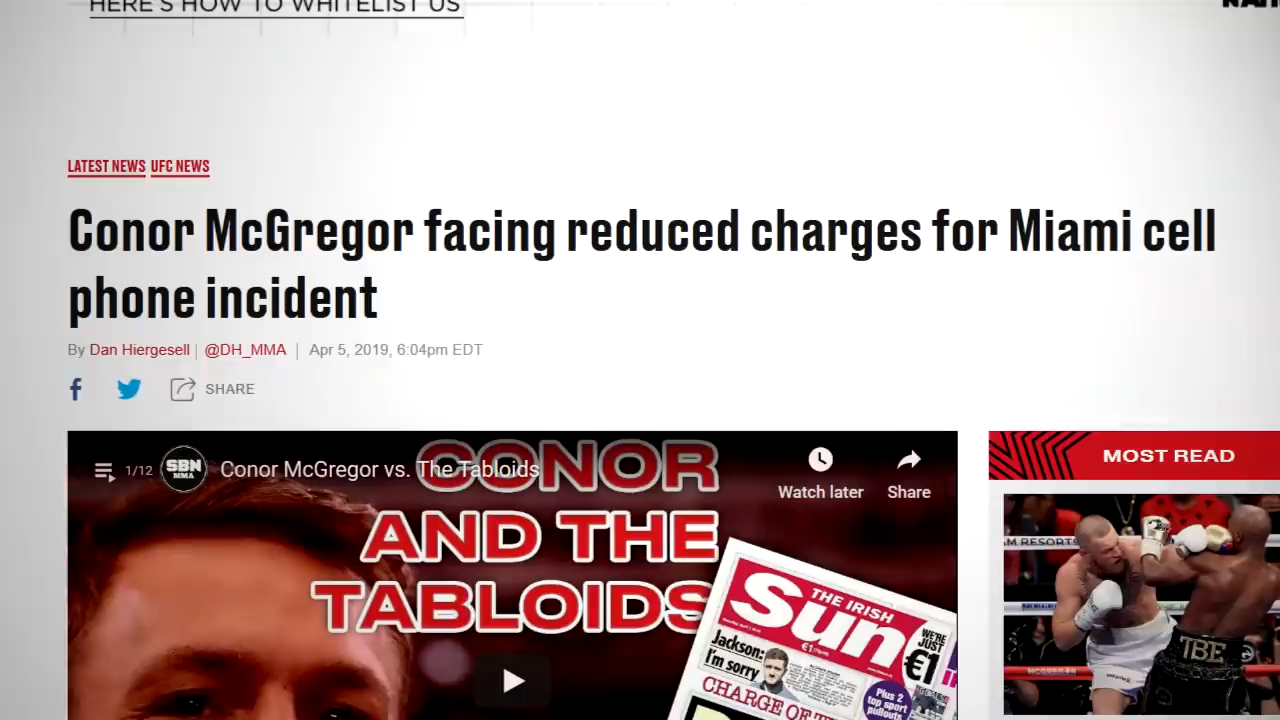 HERE'S HOW TO WHITELIST US
LATEST NEWS UFC NEWS
Conor McGregor facing reduced charges for Miami cell
phone incident
By Dan Hiergesell | @DH_MMA | Apr 5, 2019, 6:04pm EDT
SHARE
1/12 SBN MMA Conor McGregor vs. The Tabloids
Watch later Share
CONOR
AND THE
TABLOIDS
THE IRISH
Sun
€1
Jackson:
I'm sorry
WE'RE
JUST
€1
Plus 2
top sport
pullouts
CHARGE OF
MOST READ
AM RESORTS
TBE